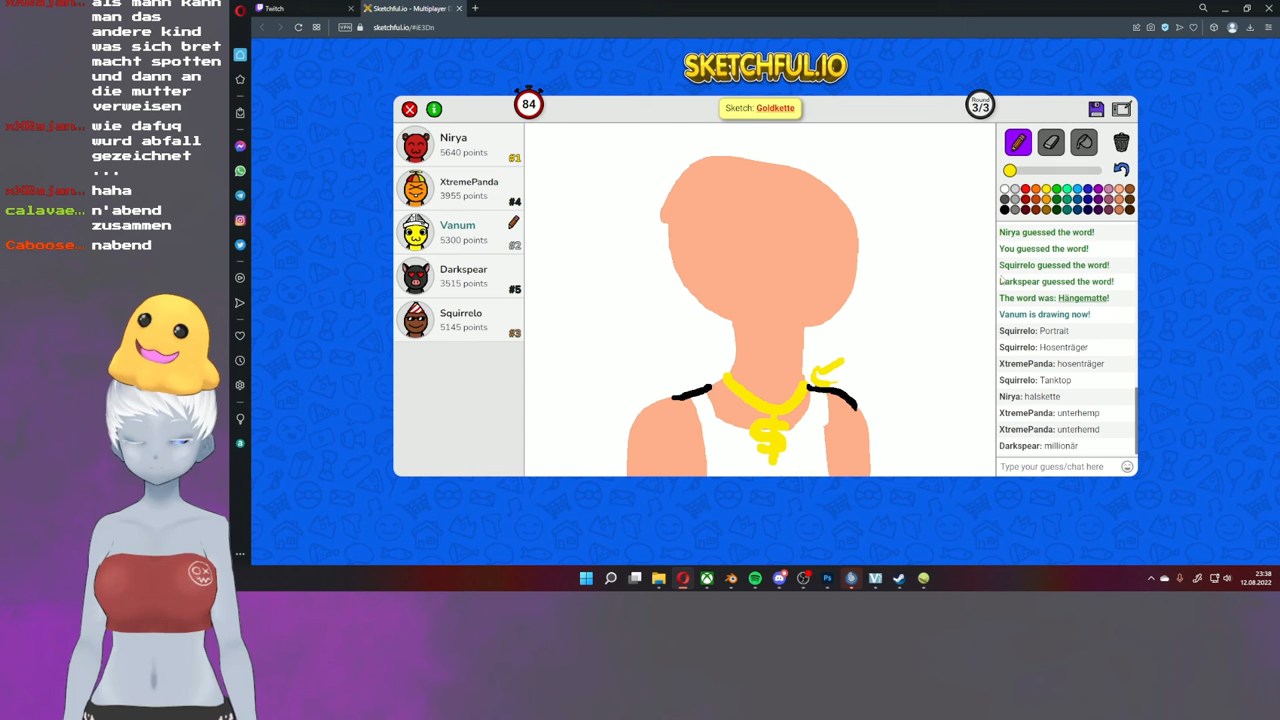 als mann kann
man das
andere kind
was sich bret
macht spotten
und dann an
die mutter
verweisen
wie dafuq
wurd abfall
gezeichnet
...
haha
calavae… n'abend
zusammen
Caboose… nabend
Twitch
Sketchful.io - Multiplayer
VPN
sketchful.io/#iE3Dn
SKETCHFUL.IO
84
Sketch: Goldkette
Round
3/3
Nirya
5640 points
#1
XtremePanda
3955 points
#4
Vanum
5300 points
#2
Darkspear
3515 points
#5
Squirrelo
5145 points
#3
$
Nirya guessed the word!
You guessed the word!
Squirrelo guessed the word!
Darkspear guessed the word!
The word was: Hängematte!
Vanum is drawing now!
Squirrelo: Portrait
Squirrelo: Hosenträger
XtremePanda: hosenträger
Squirrelo: Tanktop
Nirya: halskette
XtremePanda: unterhemp
XtremePanda: unterhemd
Darkspear: millionär
Type your guess/chat here
23:38
12.08.2022